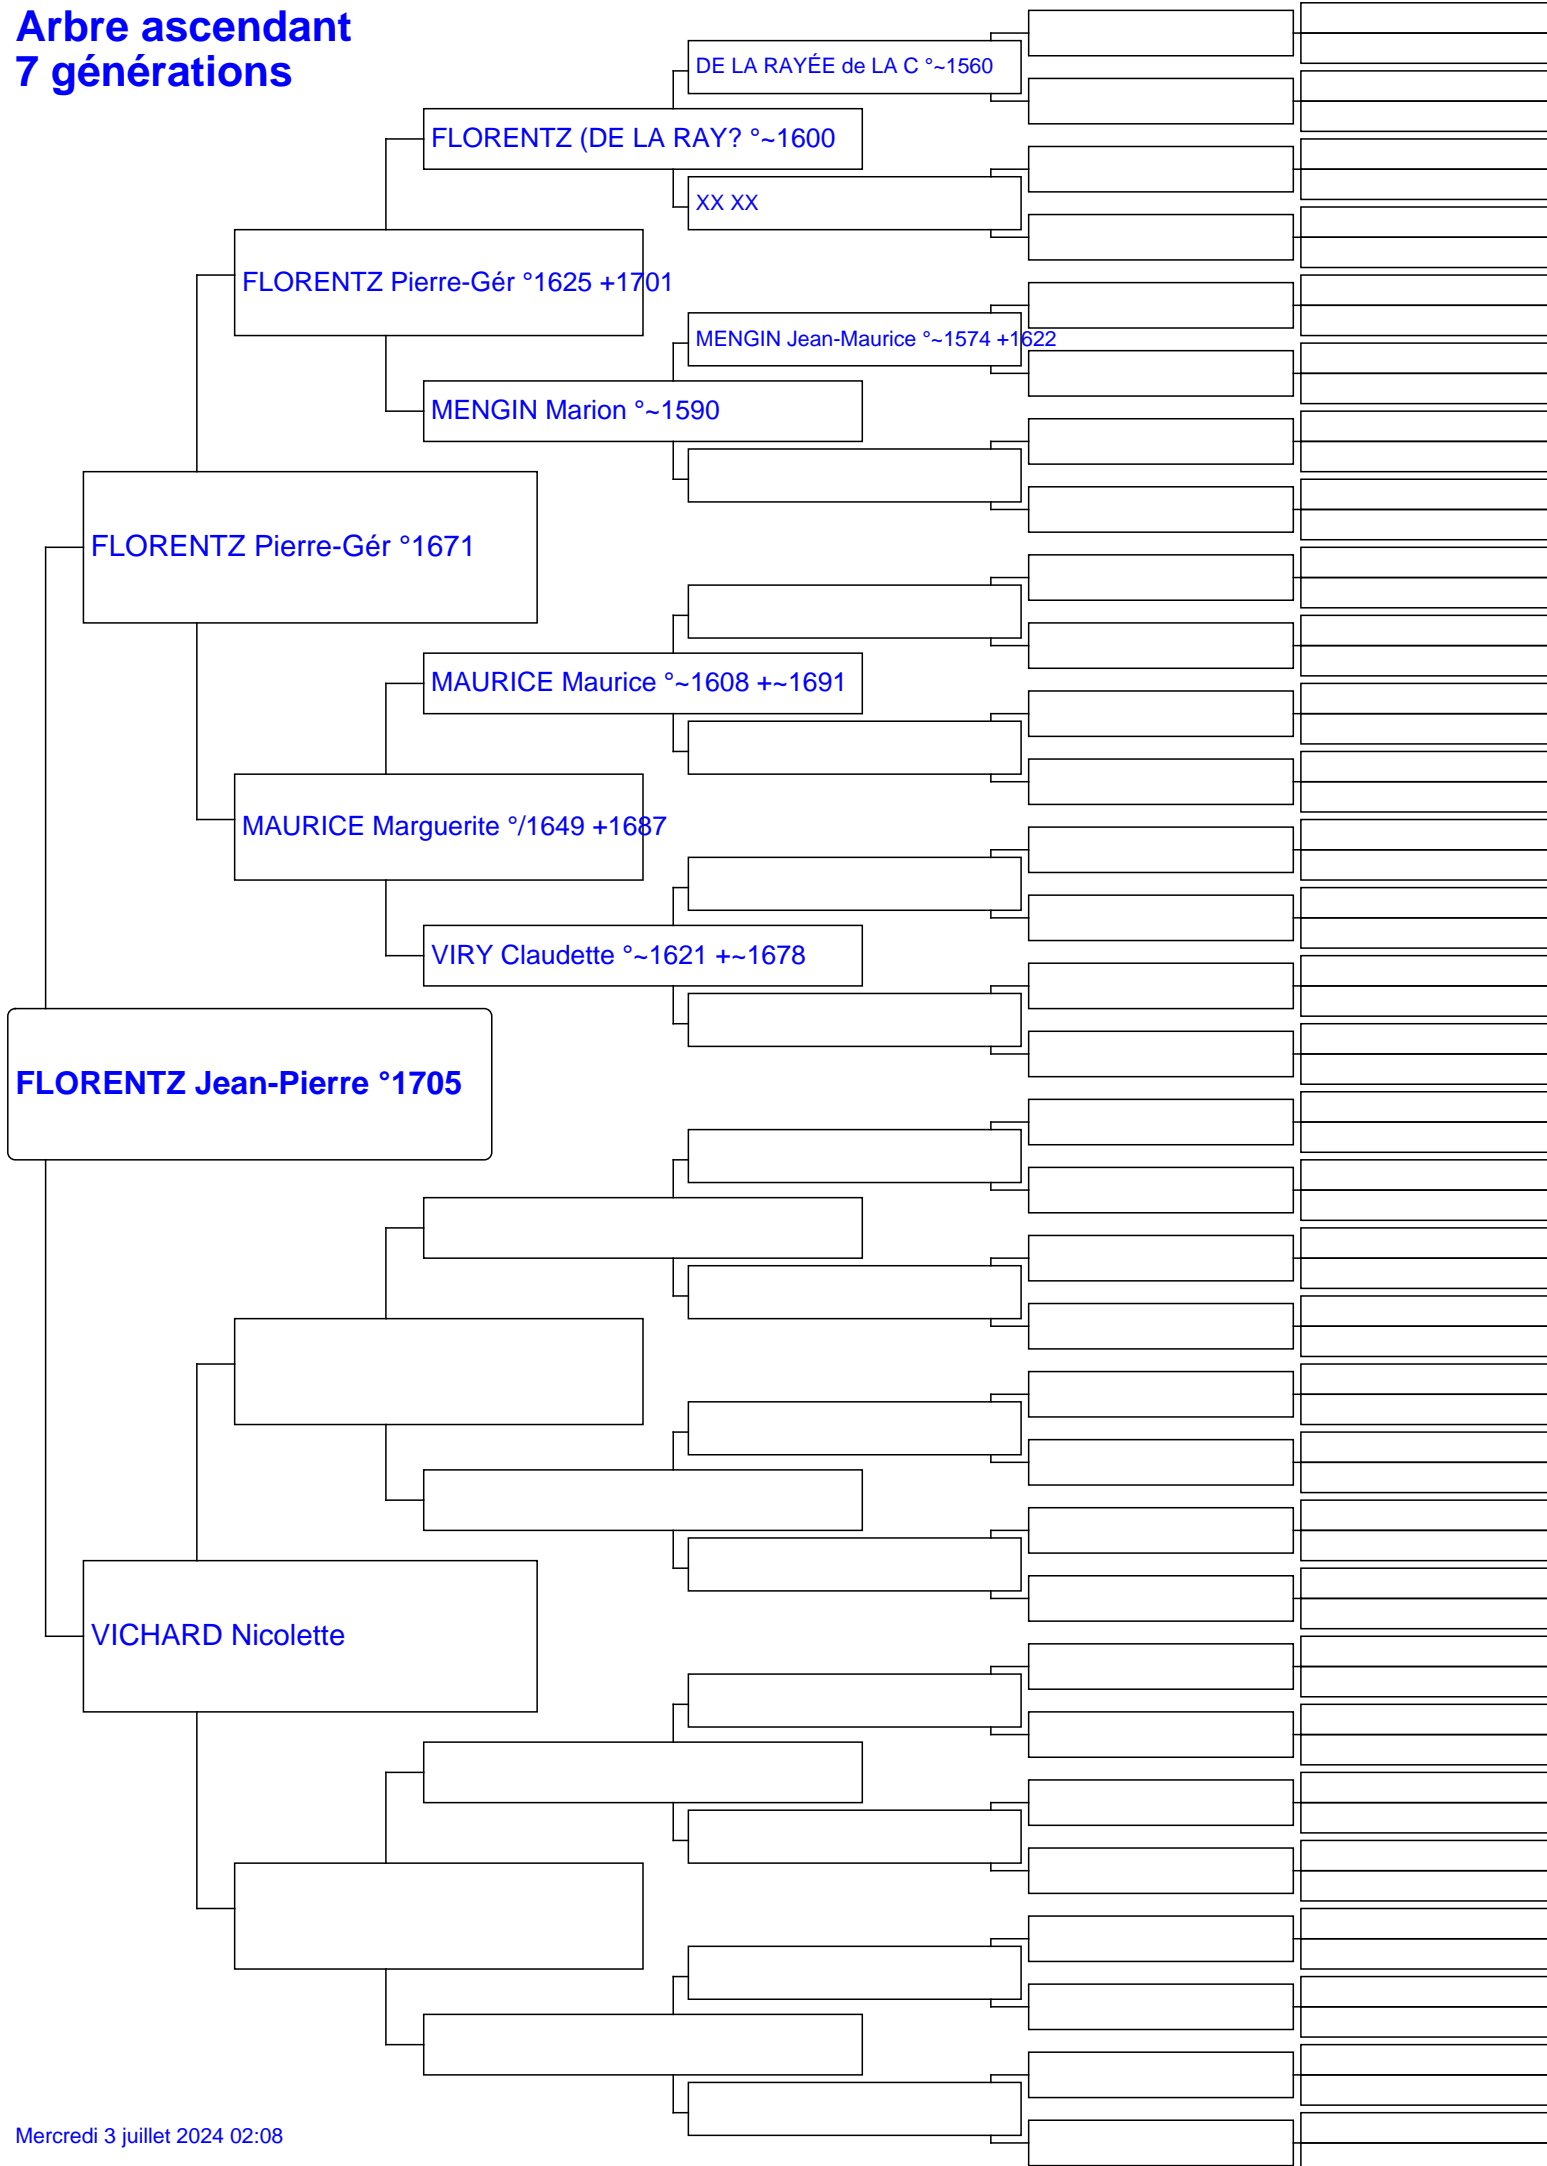 Arbre ascendant
7 générations
DE LA RAYÉE de LA C °~1560
FLORENTZ (DE LA RAY? °~1600
XX XX
FLORENTZ Pierre-Gér °1625 +1701
MENGIN Jean-Maurice °~1574 +1622
MENGIN Marion °~1590
FLORENTZ Pierre-Gér °1671
MAURICE Maurice °~1608 +~1691
MAURICE Marguerite °/1649 +1687
VIRY Claudette °~1621 +~1678
FLORENTZ Jean-Pierre °1705
VICHARD Nicolette
Mercredi 3 juillet 2024 02:08